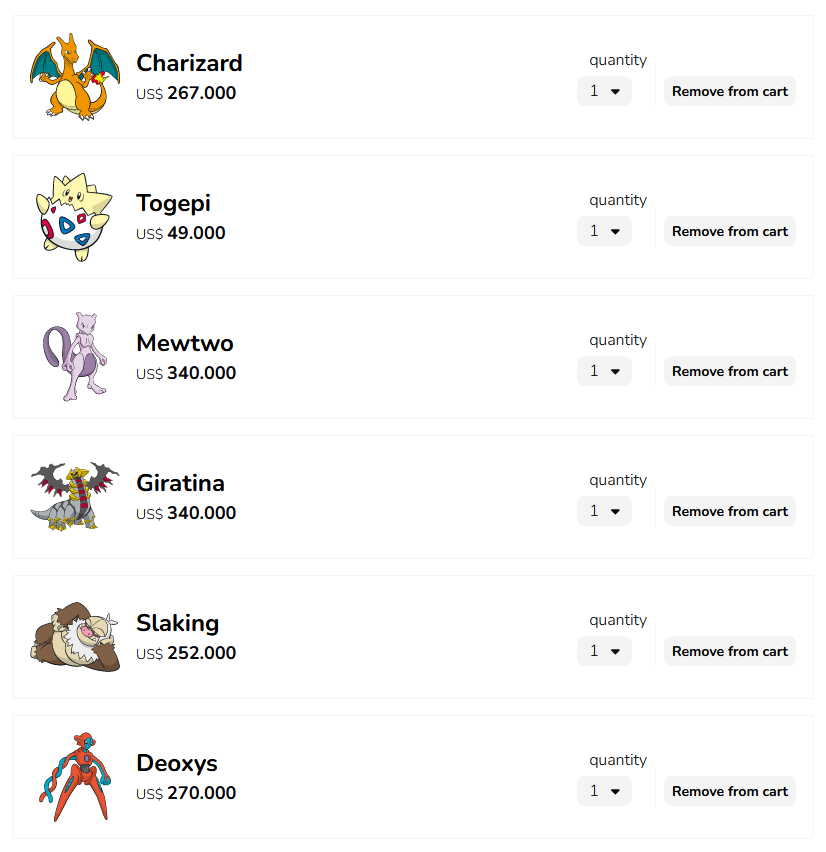 Charizard
US$ 267.000
quantity
1
Remove from cart
Togepi
US$ 49.000
quantity
1
Remove from cart
Mewtwo
US$ 340.000
quantity
1
Remove from cart
Giratina
US$ 340.000
quantity
1
Remove from cart
Slaking
US$ 252.000
quantity
1
Remove from cart
Deoxys
US$ 270.000
quantity
1
Remove from cart